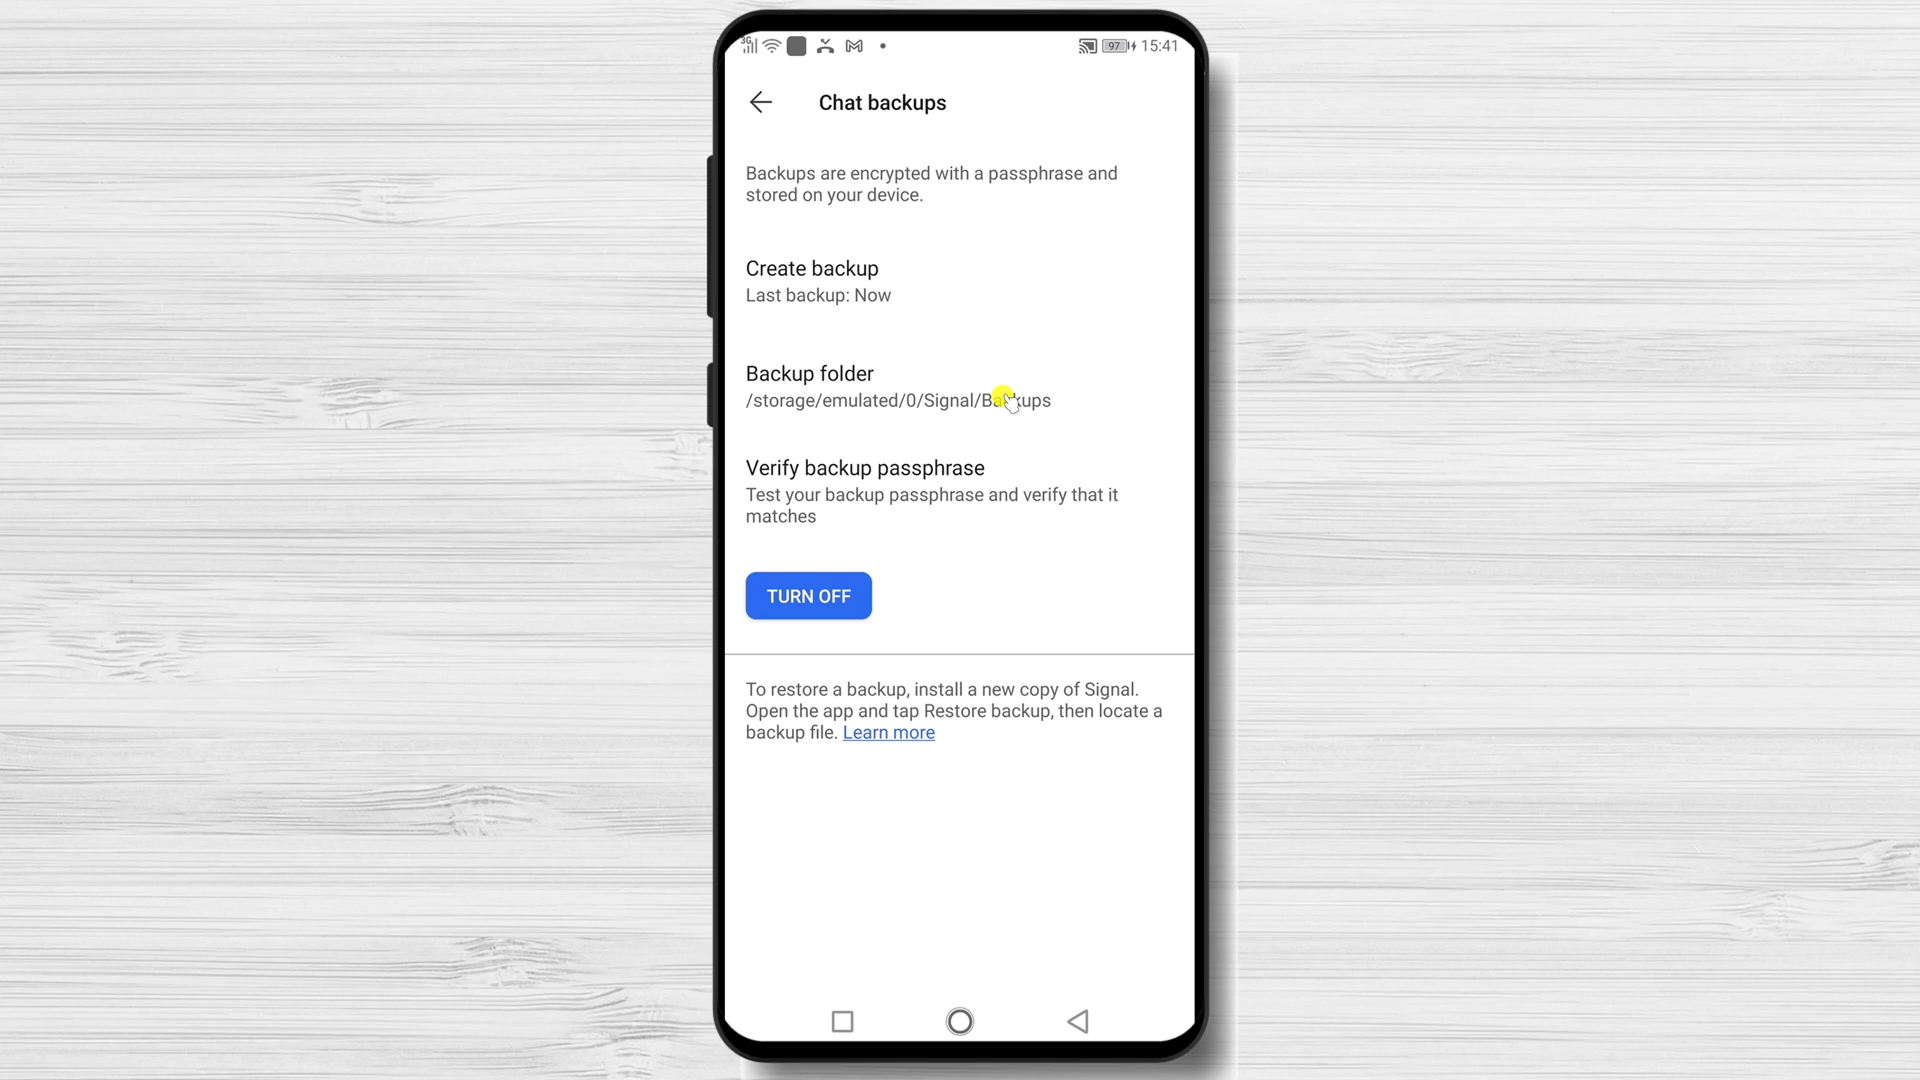 3G 97 15:41
Chat backups
Backups are encrypted with a passphrase and
stored on your device.
Create backup
Last backup: Now
Backup folder
/storage/emulated/0/Signal/Backups
Verify backup passphrase
Test your backup passphrase and verify that it
matches
TURN OFF
To restore a backup, install a new copy of Signal.
Open the app and tap Restore backup, then locate a
backup file. Learn more